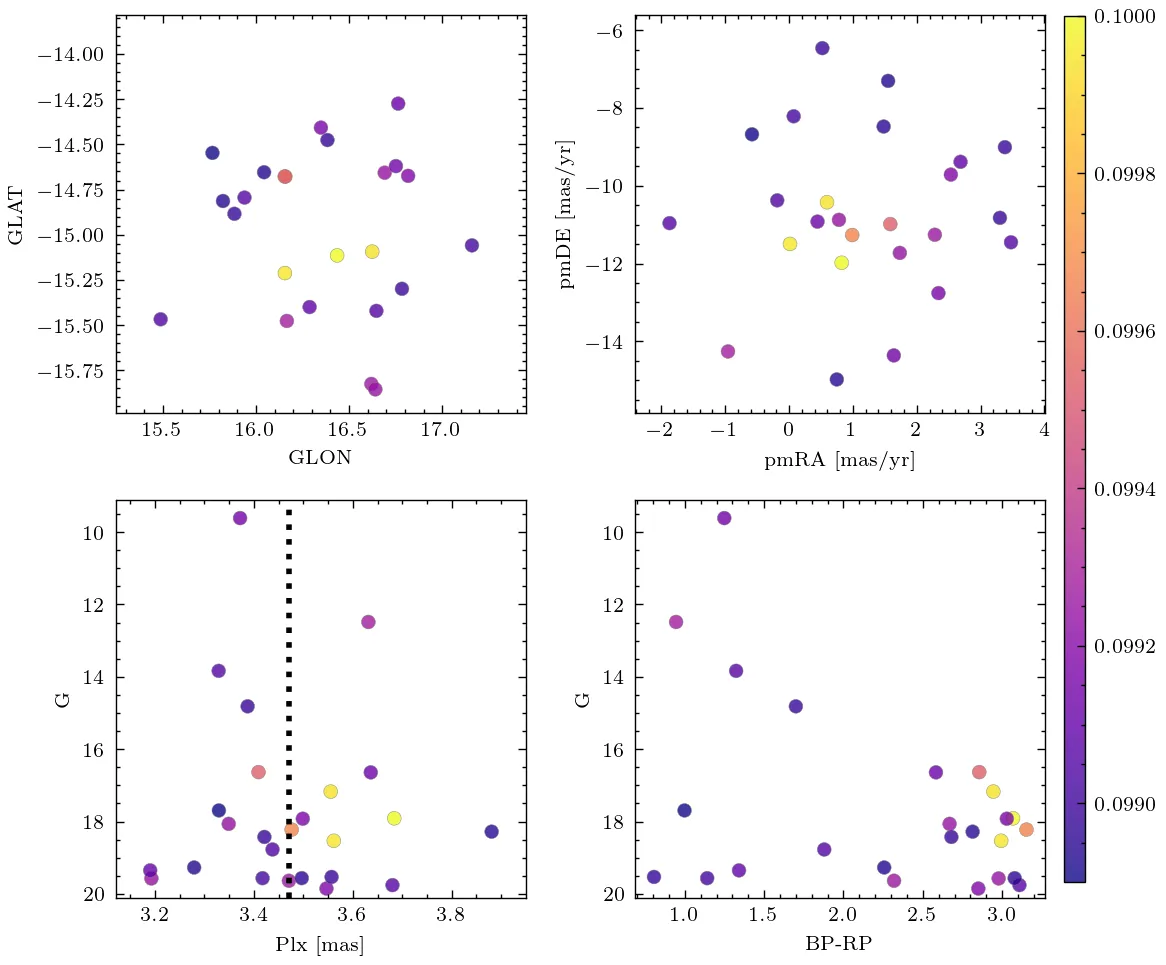 −14.00
−14.25
−14.50
−14.75
−15.00
−15.25
−15.50
−15.75
GLAT
15.5 16.0 16.5 17.0
GLON
−6
−8
−10
−12
−14
pmDE [mas/yr]
−2 −1 0 1 2 3 4
pmRA [mas/yr]
10
12
14
16
18
20
G
3.2 3.4 3.6 3.8
Plx [mas]
10
12
14
16
18
20
G
1.0 1.5 2.0 2.5 3.0
BP-RP
0.1000
0.0998
0.0996
0.0994
0.0992
0.0990